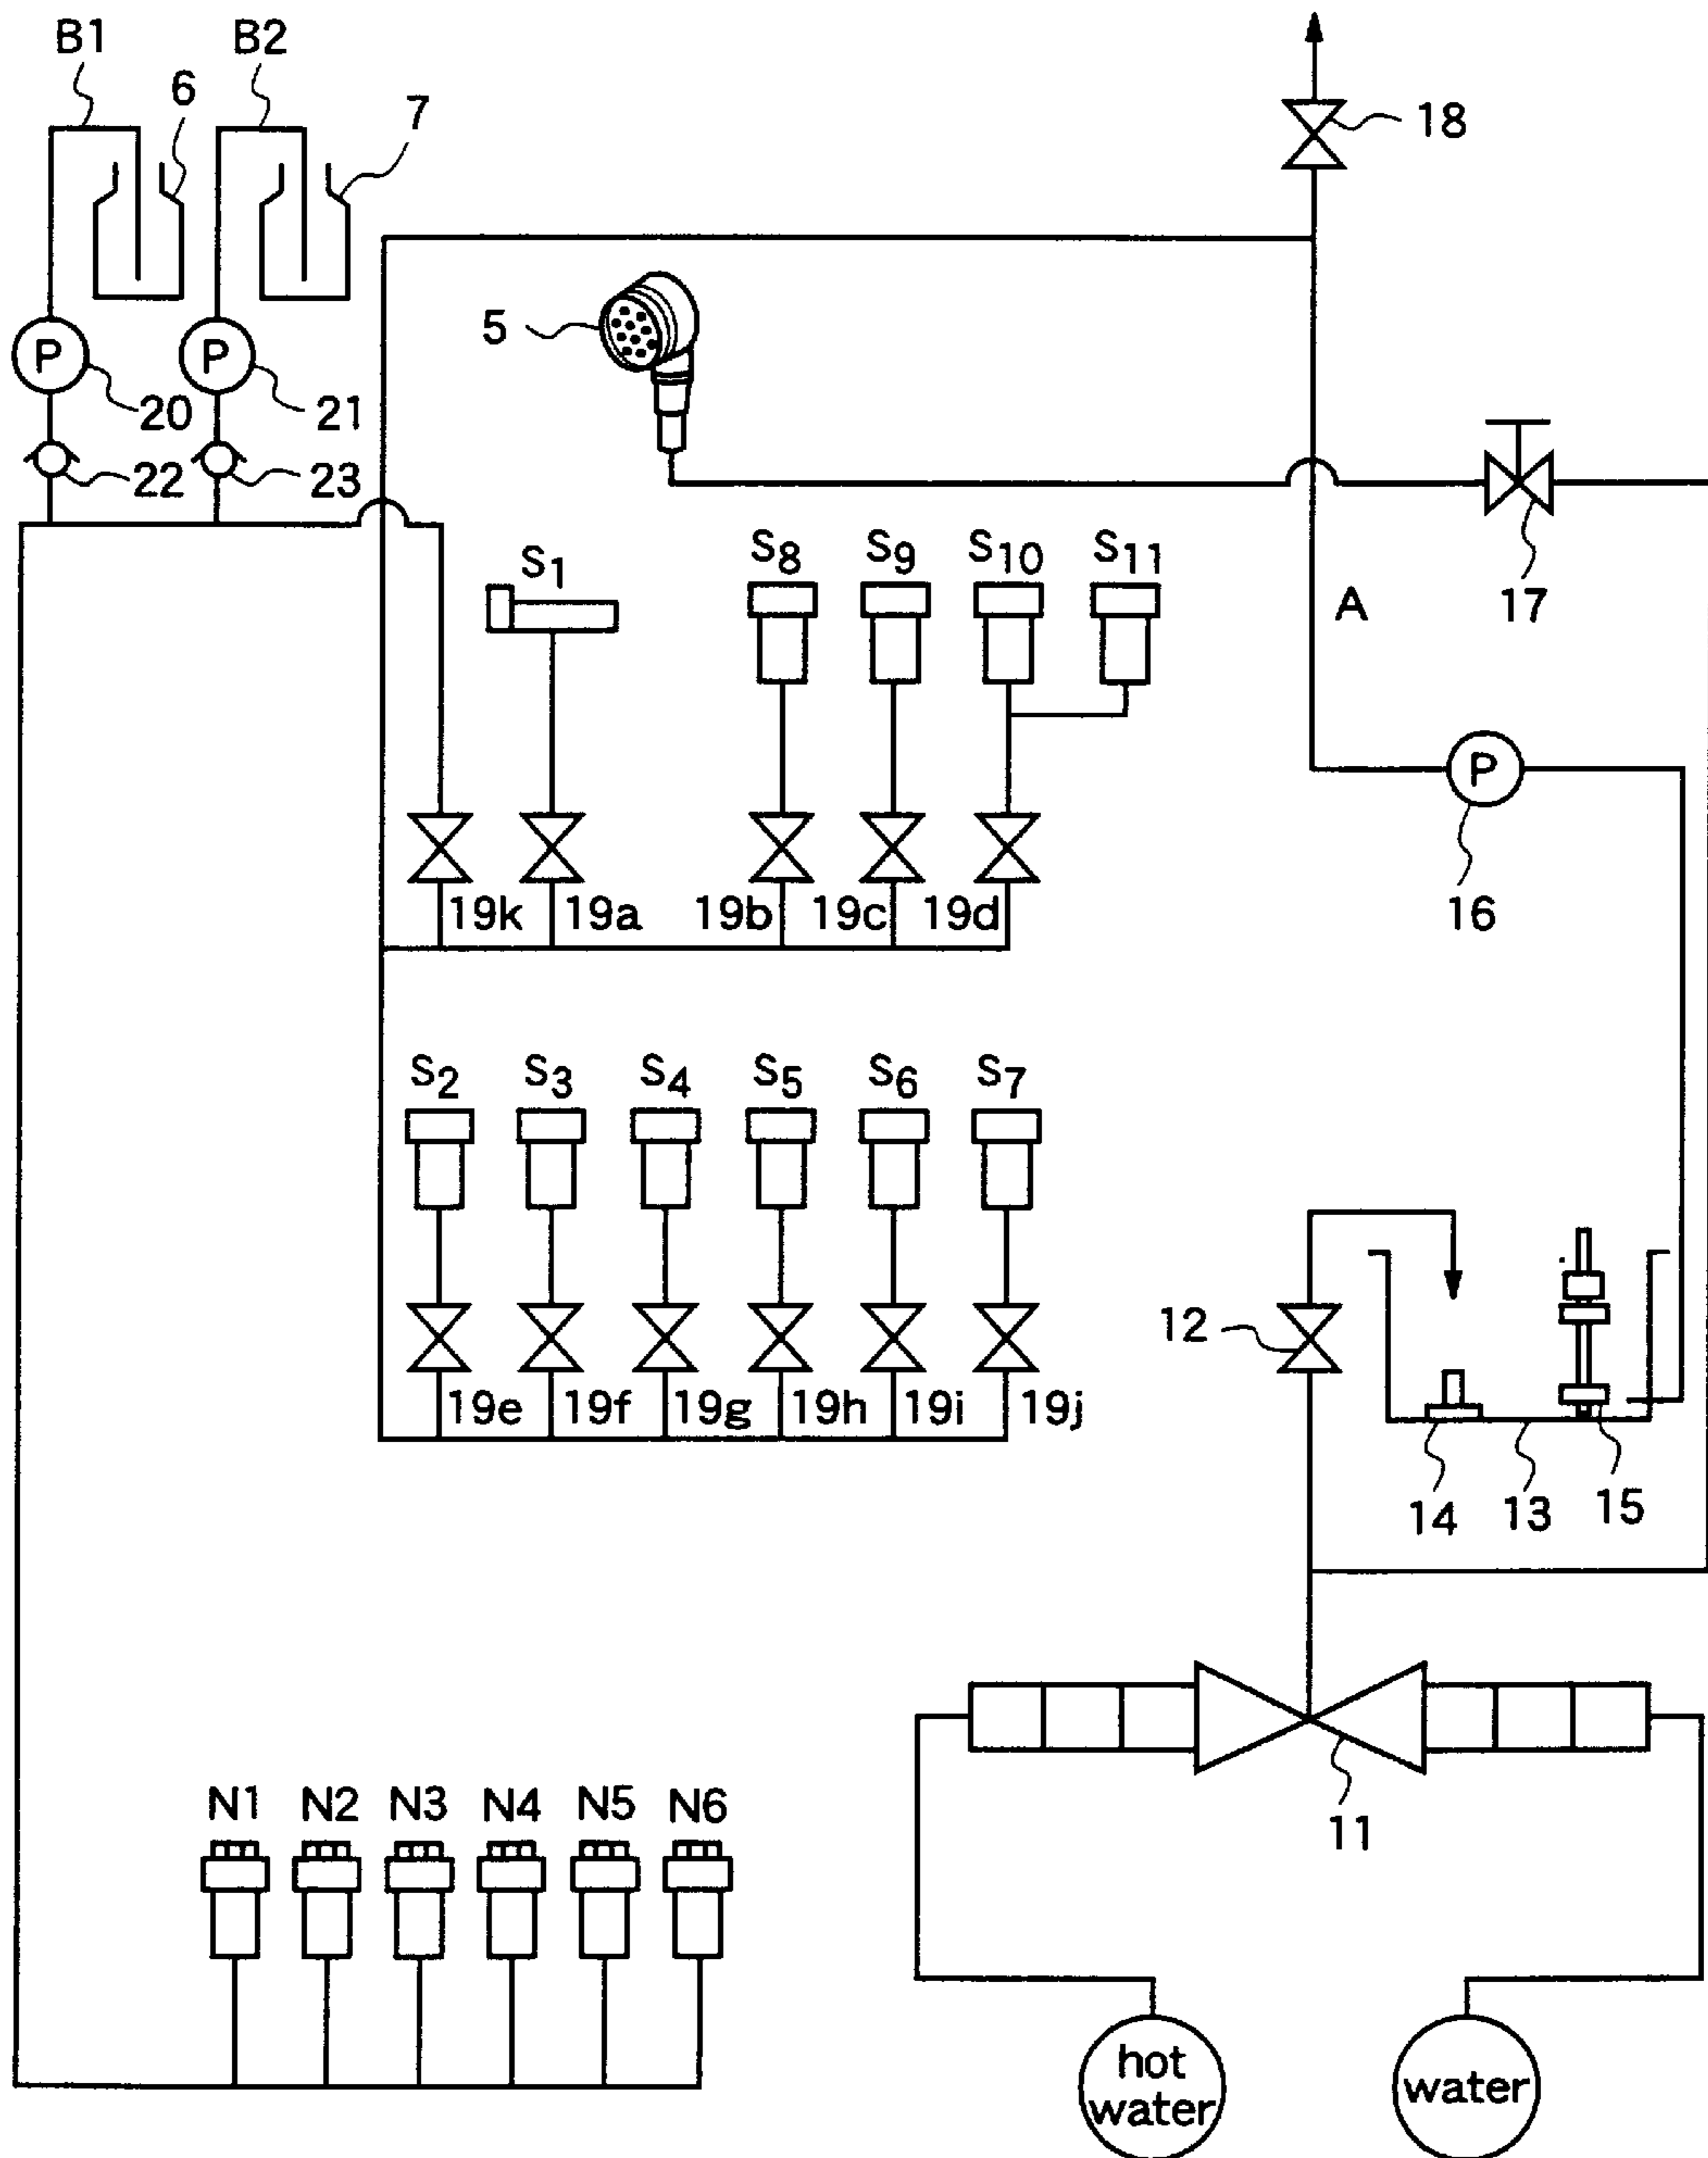 B1 B2
6
7
18
5
P P
20 21
22 23
S1 S8 S9 S10 S11
A 17
P
19k 19a 19b 19c 19d 16
S2 S3 S4 S5 S6 S7
12
19e 19f 19g 19h 19i 19j
14 13 15
N1 N2 N3 N4 N5 N6
11
hot
water
water